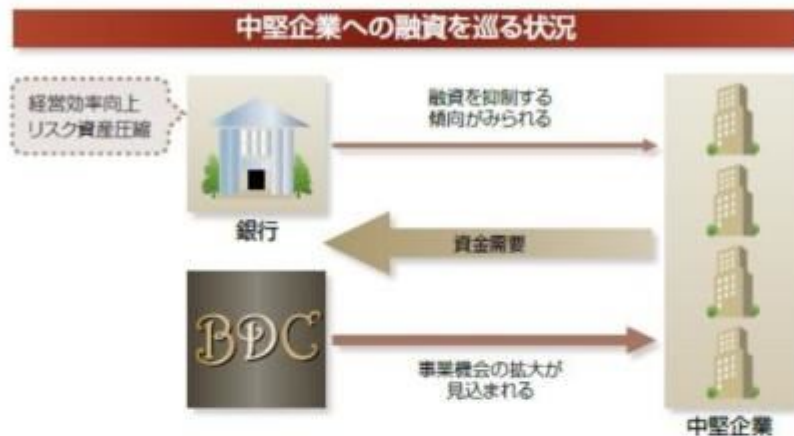 中堅企業への融資を巡る状況
経営効率向上
リスク資産圧縮
融資を抑制する
傾向がみられる
銀行
資金需要
BDC
事業機会の拡大が
見込まれる
中堅企業